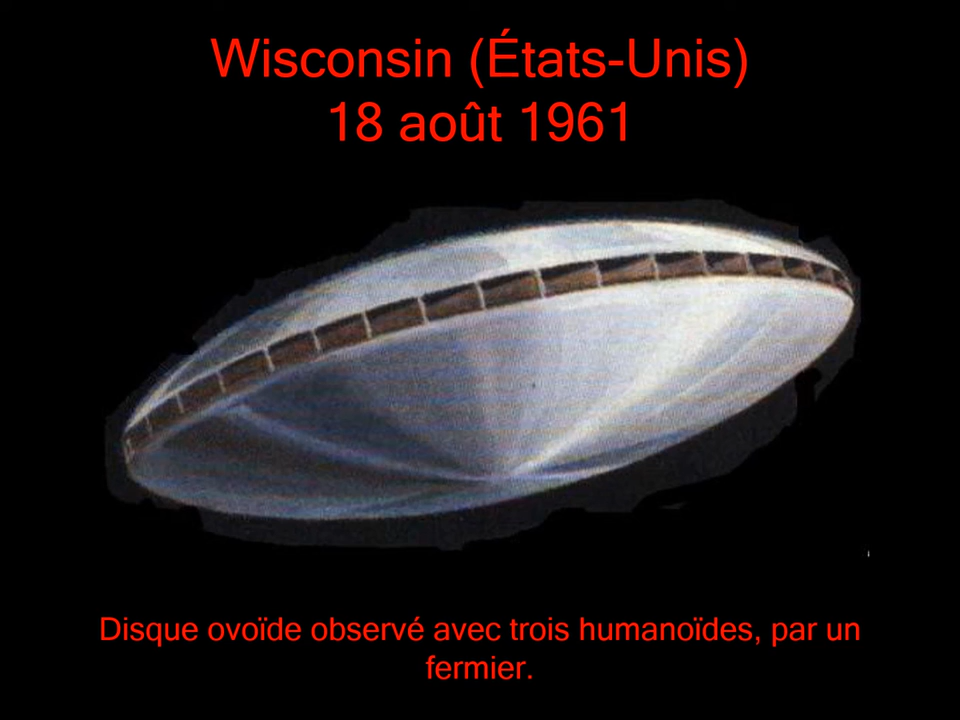 Wisconsin (États-Unis)
18 août 1961
Disque ovoïde observé avec trois humanoïdes, par un
fermier.